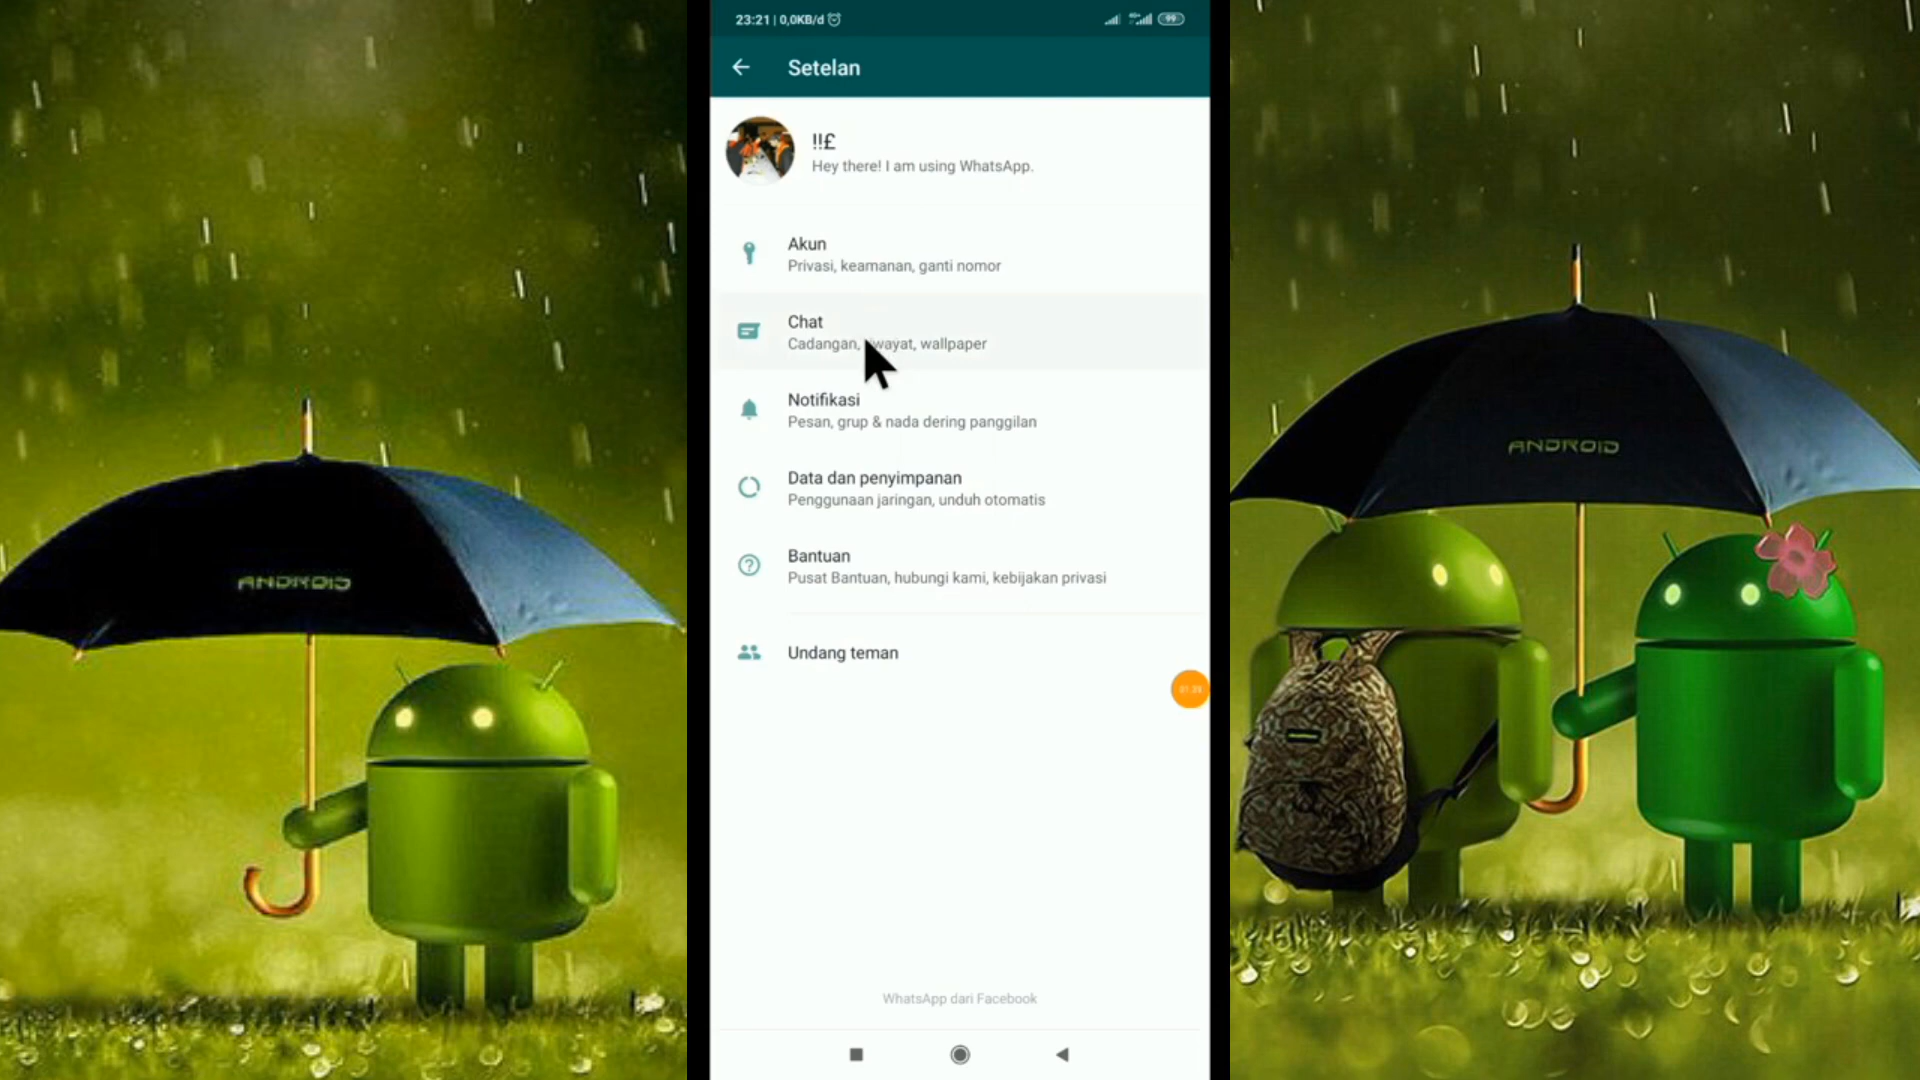 23:21 | 0,0KB/d
99
Setelan
!!£
Hey there! I am using WhatsApp.
Akun
Privasi, keamanan, ganti nomor
Chat
Cadangan, wayat, wallpaper
Notifikasi
Pesan, grup & nada dering panggilan
Data dan penyimpanan
Penggunaan jaringan, unduh otomatis
Bantuan
Pusat Bantuan, hubungi kami, kebijakan privasi
Undang teman
WhatsApp dari Facebook
ANDROID
ANDROID